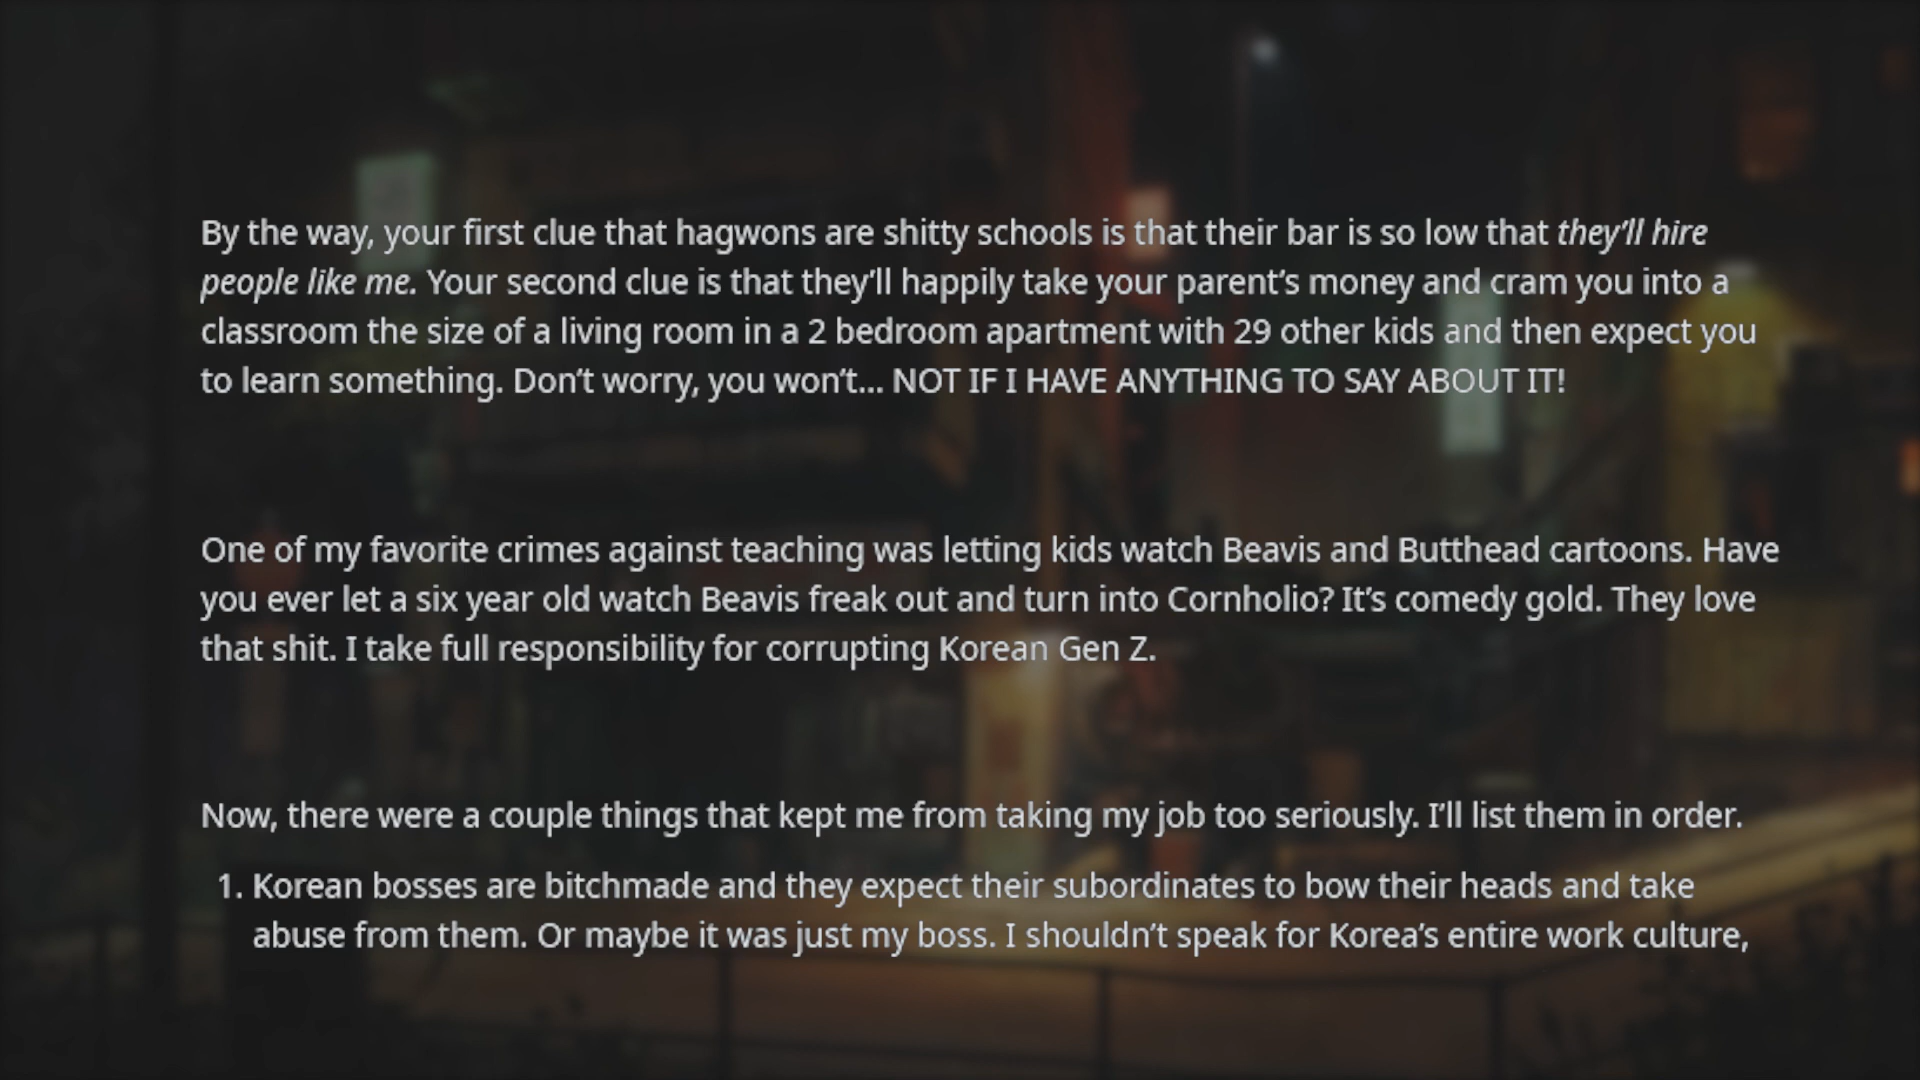 By the way, your first clue that hagwons are shitty schools is that their bar is so low that they’ll hire
people like me. Your second clue is that they’ll happily take your parent’s money and cram you into a
classroom the size of a living room in a 2 bedroom apartment with 29 other kids and then expect you
to learn something. Don’t worry, you won’t... NOT IF I HAVE ANYTHING TO SAY ABOUT IT!
One of my favorite crimes against teaching was letting kids watch Beavis and Butthead cartoons. Have
you ever let a six year old watch Beavis freak out and turn into Cornholio? It’s comedy gold. They love
that shit. I take full responsibility for corrupting Korean Gen Z.
Now, there were a couple things that kept me from taking my job too seriously. I’ll list them in order.
1. Korean bosses are bitchmade and they expect their subordinates to bow their heads and take
abuse from them. Or maybe it was just my boss. I shouldn’t speak for Korea’s entire work culture,